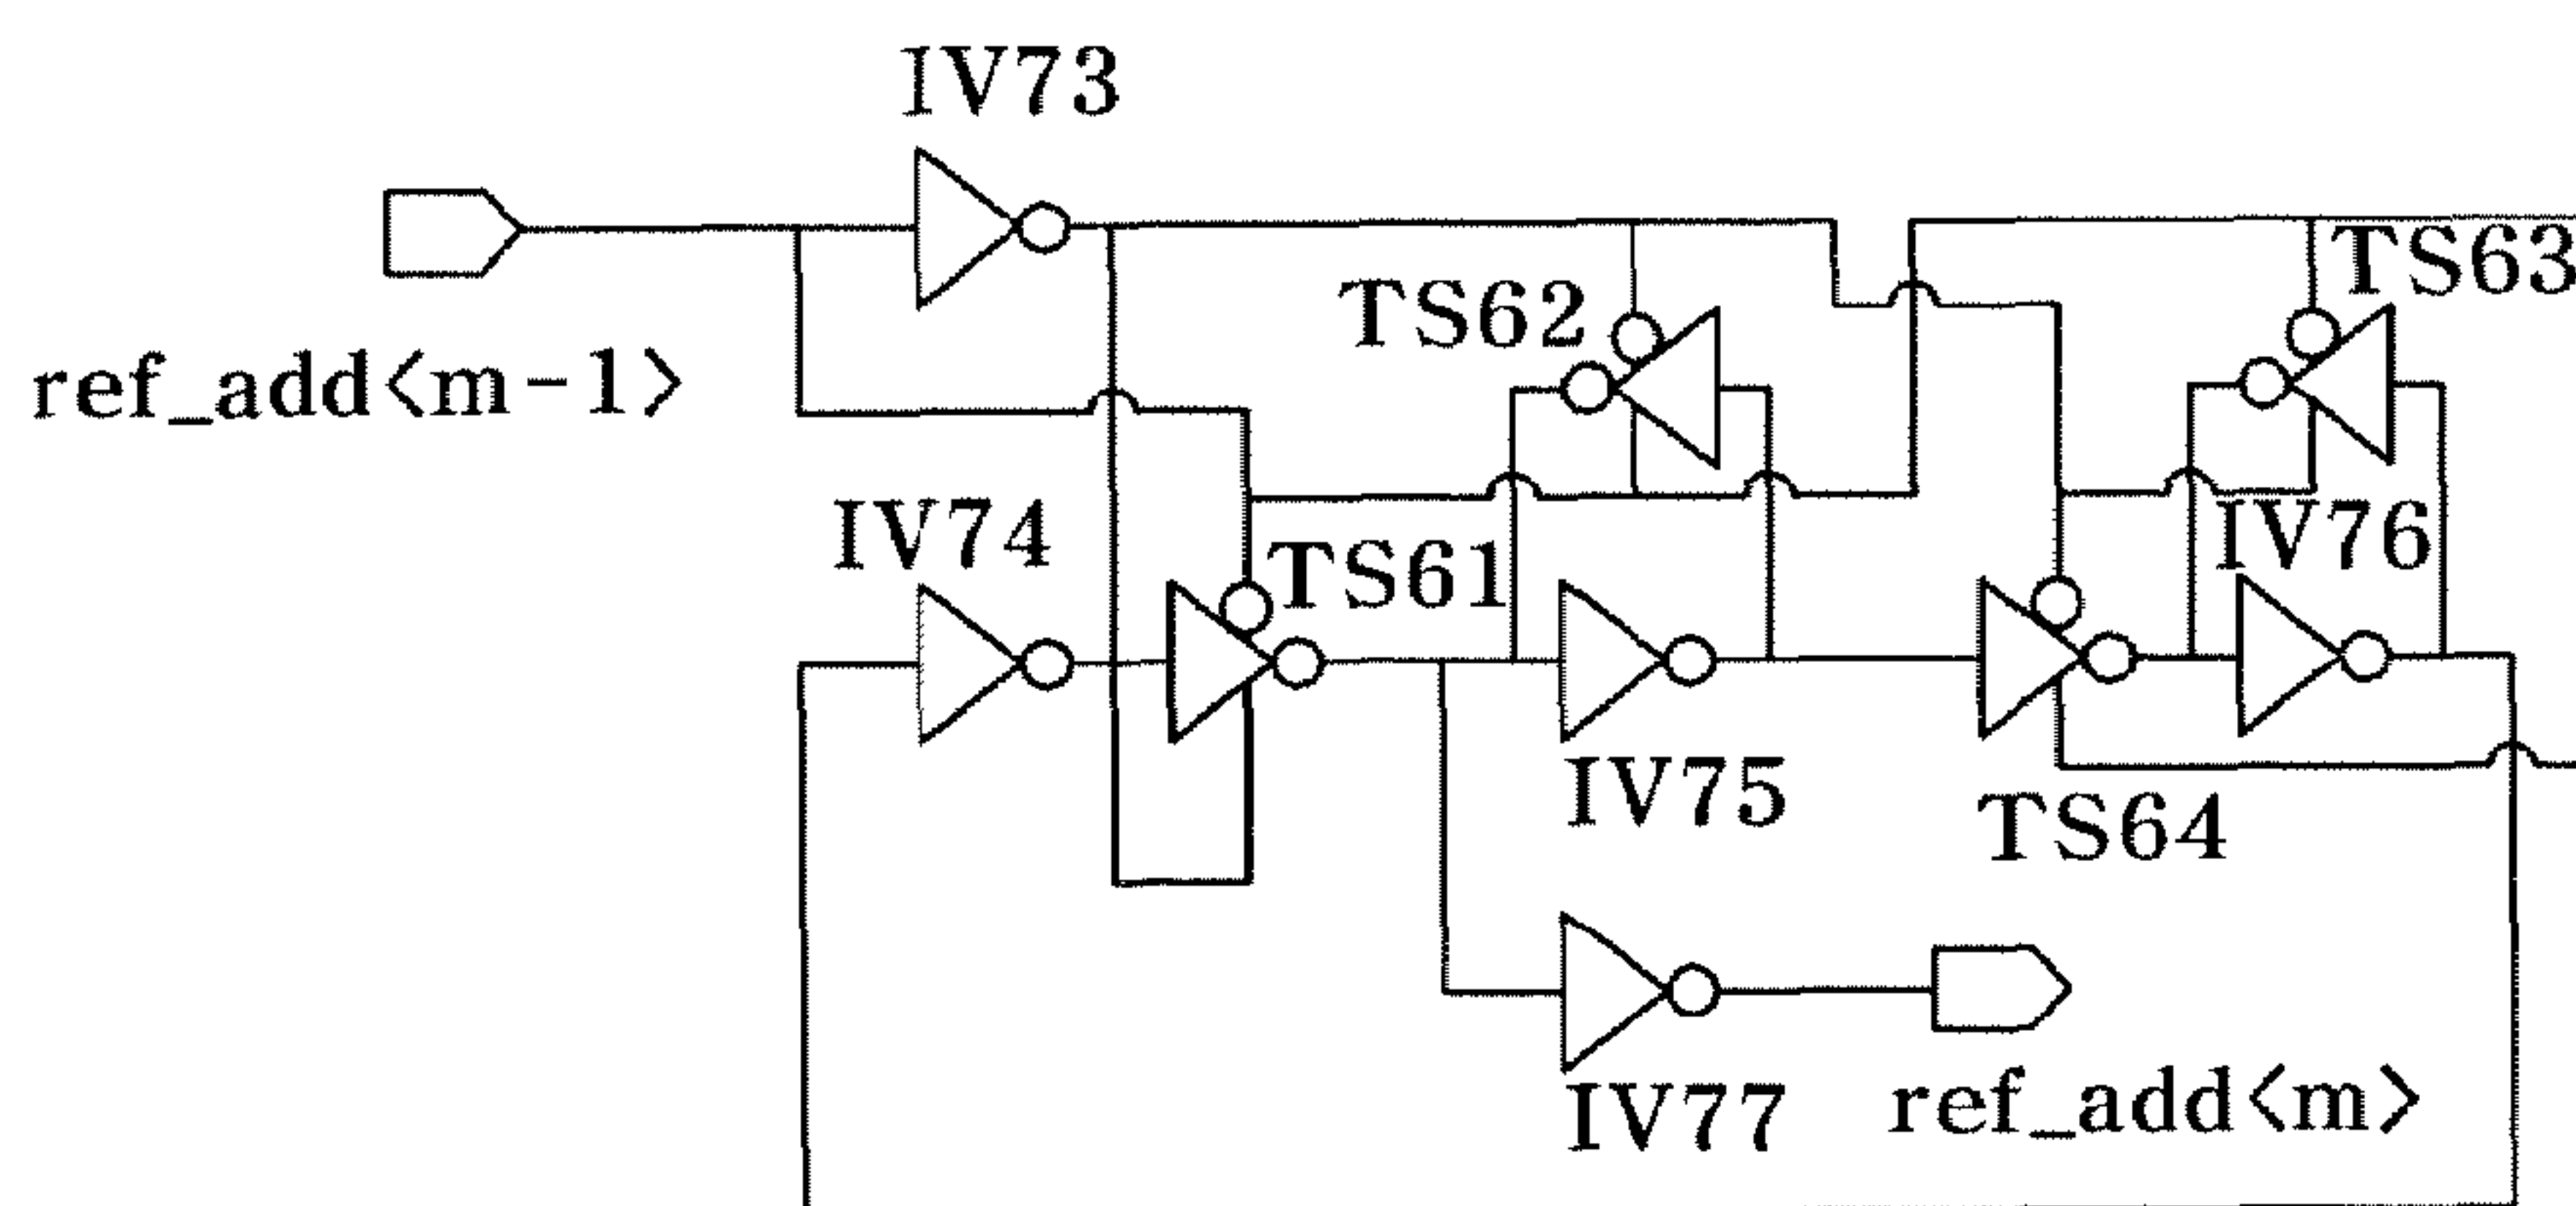 IV73
TS63
TS62
ref_add<m-1>
IV74
TS61
IV76
IV75
TS64
IV77
ref_add<m>